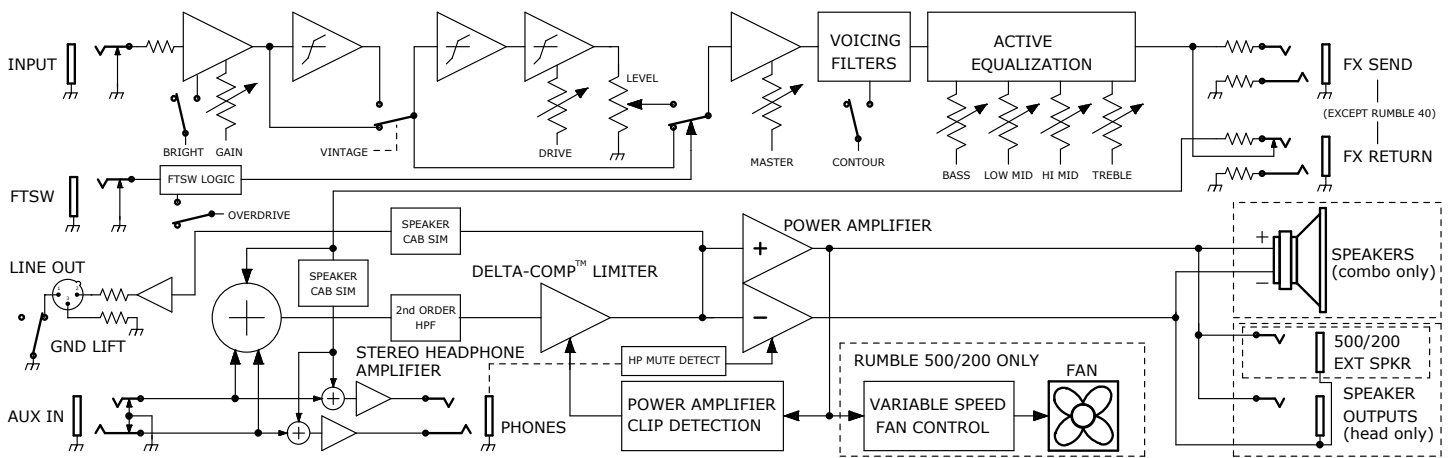 INPUT
BRIGHT
GAIN
VINTAGE
DRIVE
LEVEL
MASTER
VOICING
FILTERS
CONTOUR
ACTIVE
EQUALIZATION
BASS
LOW MID
HI MID
TREBLE
FX SEND
(EXCEPT RUMBLE 40)
FX RETURN
FTSW
FTSW LOGIC
OVERDRIVE
LINE OUT
1
2
3
GND LIFT
SPEAKER
CAB SIM
SPEAKER
CAB SIM
2nd ORDER
HPF
DELTA-COMP™ LIMITER
POWER AMPLIFIER
+
−
+
−
SPEAKERS
(combo only)
STEREO HEADPHONE
AMPLIFIER
HP MUTE DETECT
AUX IN
PHONES
POWER AMPLIFIER
CLIP DETECTION
RUMBLE 500/200 ONLY
VARIABLE SPEED
FAN CONTROL
FAN
500/200
EXT SPKR
SPEAKER
OUTPUTS
(head only)